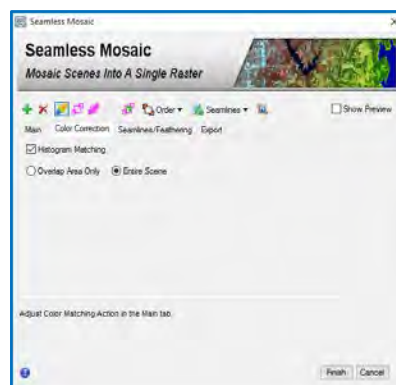 Seamless Mosaic
Seamless Mosaic
Mosaic Scenes Into A Single Raster
Order Seamlines Show Preview
Main Color Correction Seamlines/Feathering Export
Histogram Matching
Overlap Area Only Entire Scene
Adjust Color Matching Action in the Main tab.
Finish Cancel